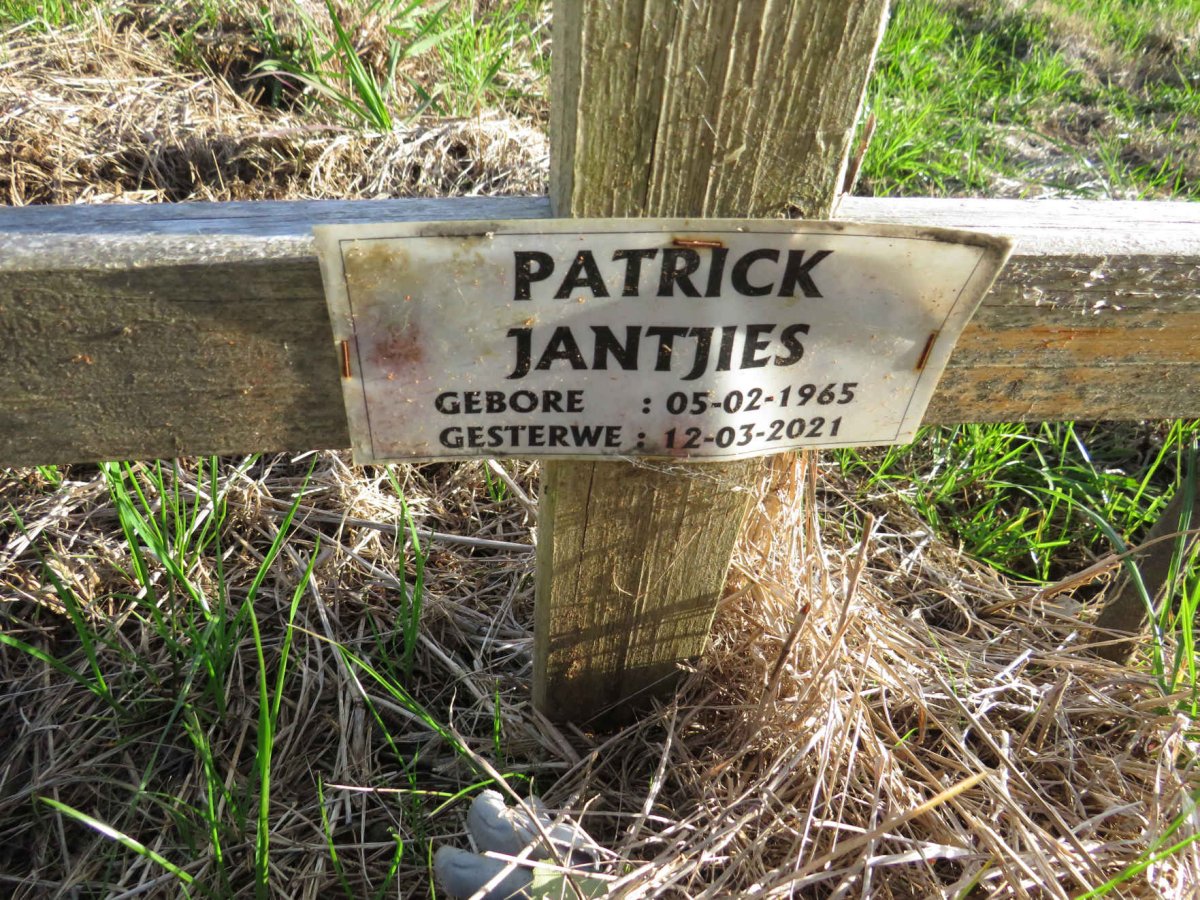 PATRICK
JANTJIES
GEBORE : 05-02-1965
GESTERWE : 12-03-2021